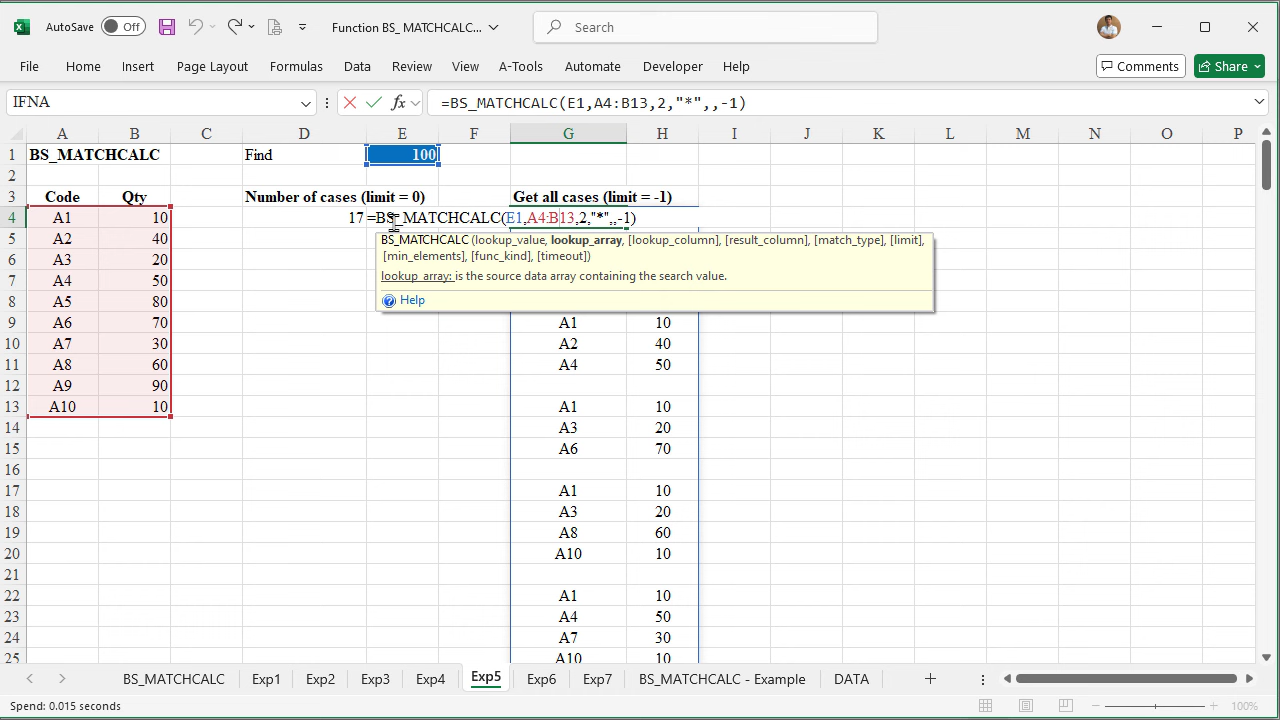 AutoSave Off Function BS_ MATCHCALC... Search
File Home Insert Page Layout Formulas Data Review View A-Tools Automate Developer Help Comments Share
IFNA fx =BS_MATCHCALC(E1,A4:B13,2,"*",,-1)
A B C D E F G H I J K L M N O P
1 BS_MATCHCALC Find 100
2
3 Code Qty Number of cases (limit = 0) Get all cases (limit = -1)
4 A1 10 17 =BS_MATCHCALC(E1,A4:B13,2,"*",,-1)
5 A2 40 BS_MATCHCALC (lookup_value, lookup_array, [lookup_column], [result_column], [match_type], [limit],
6 A3 20 [min_elements], [func_kind], [timeout])
7 A4 50 lookup_array: is the source data array containing the search value.
8 A5 80 Help
9 A6 70 A1 10
10 A7 30 A2 40
11 A8 60 A4 50
12 A9 90
13 A10 10 A1 10
14 A3 20
15 A6 70
16
17 A1 10
18 A3 20
19 A8 60
20 A10 10
21
22 A1 10
23 A4 50
24 A7 30
25 A10 10
BS_MATCHCALC Exp1 Exp2 Exp3 Exp4 Exp5 Exp6 Exp7 BS_MATCHCALC - Example DATA
Spend: 0.015 seconds 100%